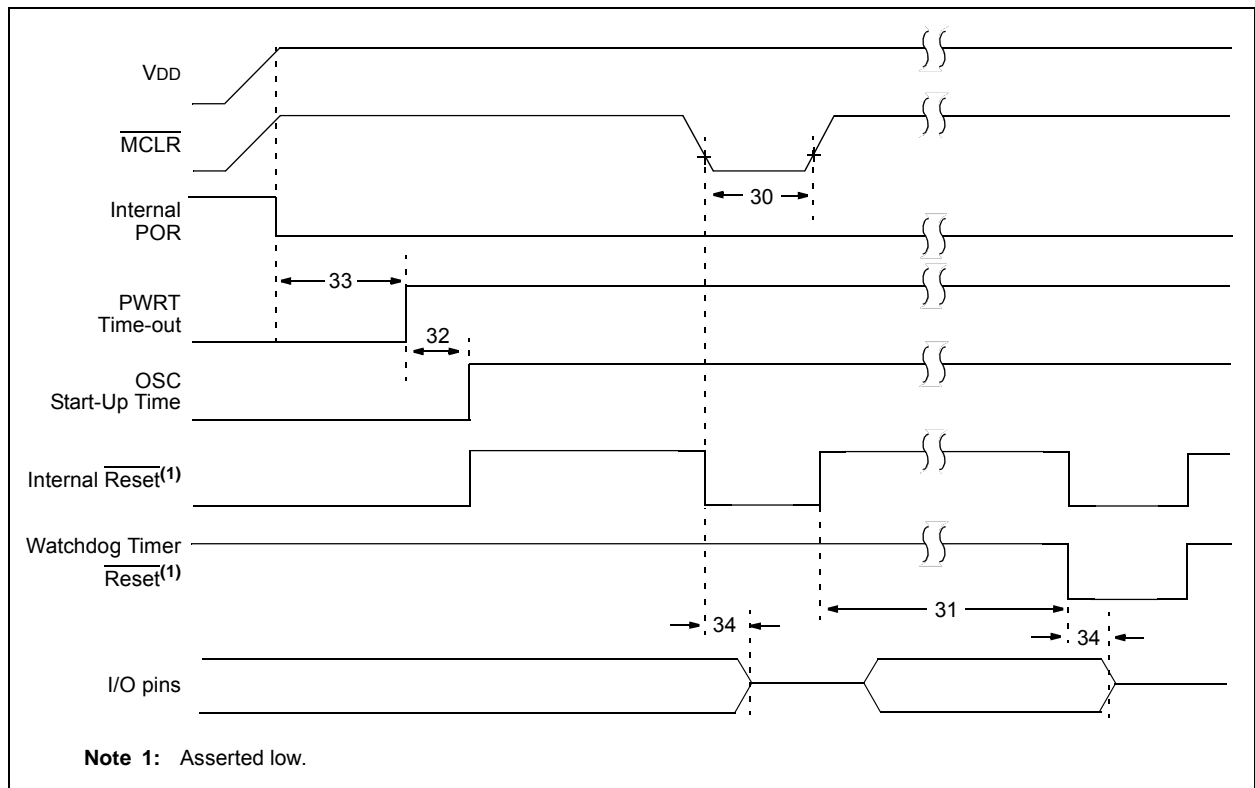 VDD
MCLR
30
Internal
POR
33
PWRT
Time-out
32
OSC
Start-Up Time
Internal Reset(1)
Watchdog Timer
Reset(1)
31
34
34
I/O pins
Note 1: Asserted low.